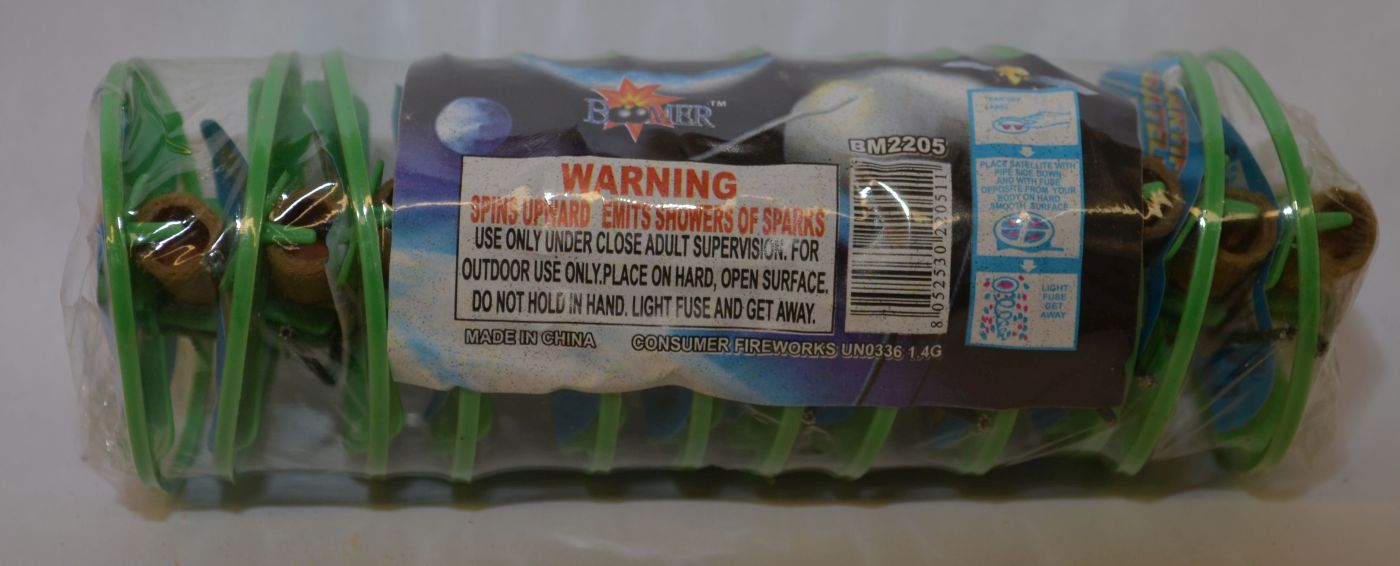 BOOMER™
BM2205
WARNING
SPINS UPWARD EMITS SHOWERS OF SPARKS
USE ONLY UNDER CLOSE ADULT SUPERVISION. FOR
OUTDOOR USE ONLY.PLACE ON HARD, OPEN SURFACE.
DO NOT HOLD IN HAND. LIGHT FUSE AND GET AWAY.
MADE IN CHINA
CONSUMER FIREWORKS UN0336 1.4G
TEAR OFF
LABEL
PLACE SATELLITE WITH
PIPE SIDE DOWN
AND WITH FUSE
OPPOSITE FROM YOUR
BODY ON HARD
SMOOTH SURFACE
LIGHT
FUSE
GET
AWAY